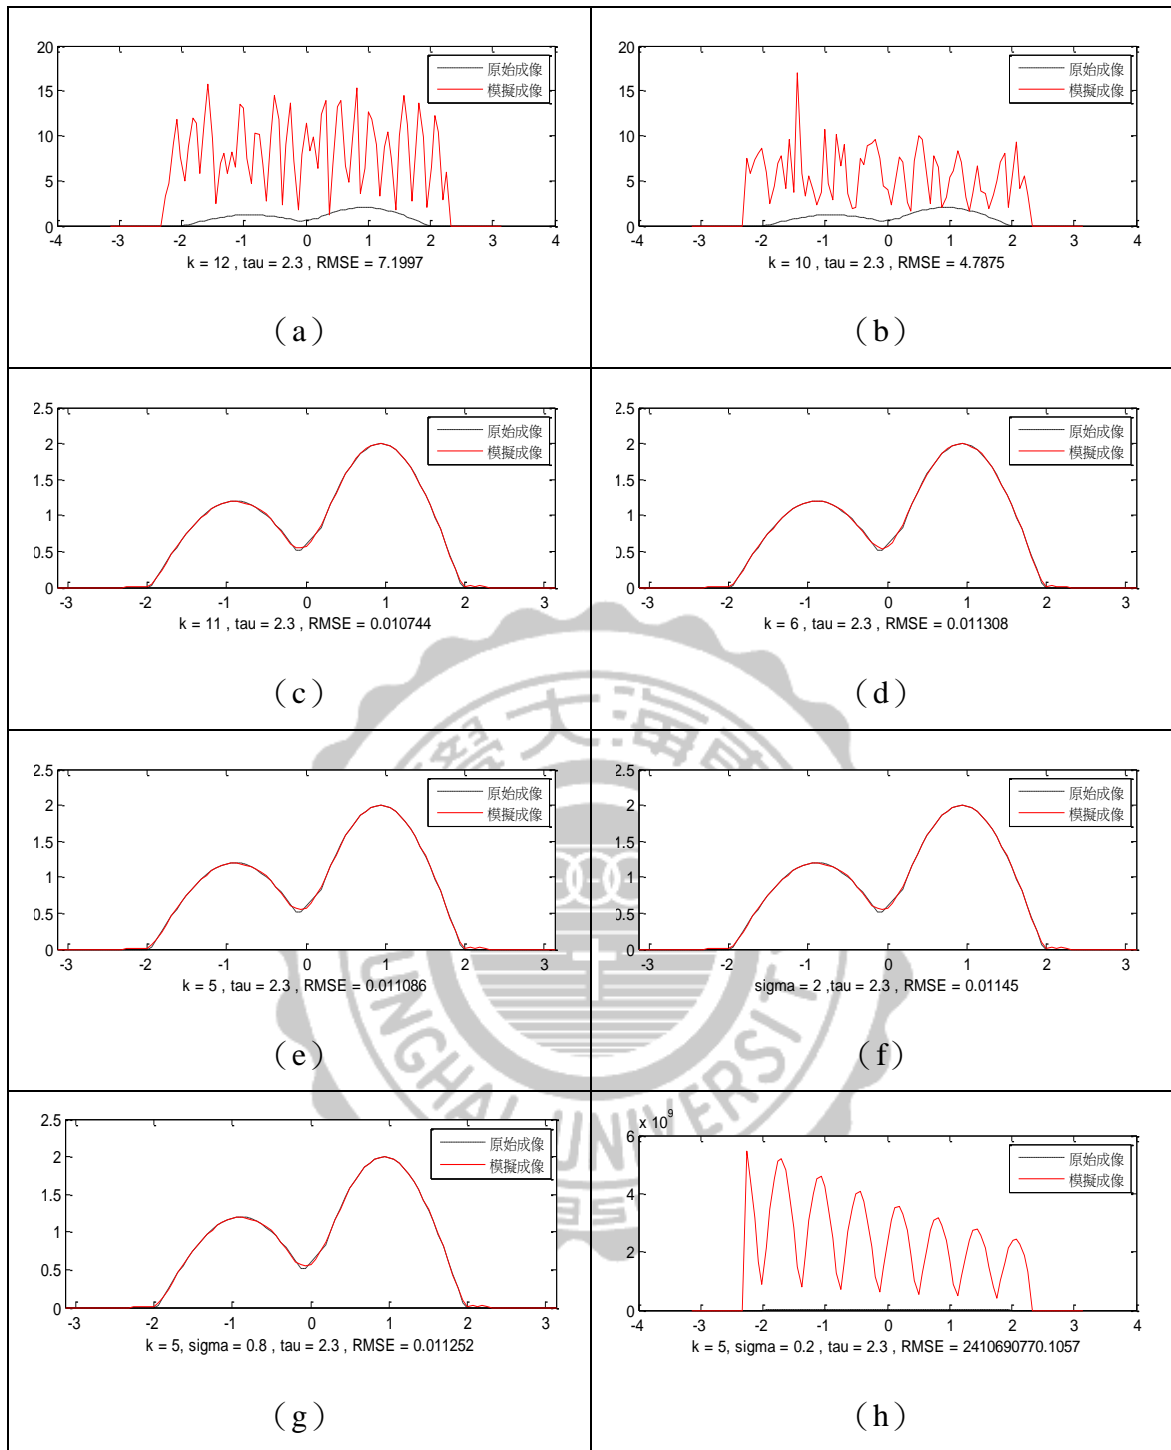 20
15
10
5
0
-4 -3 -2 -1 0 1 2 3 4
原始成像
模擬成像
k = 12 , tau = 2.3 , RMSE = 7.1997
(a)
20
15
10
5
0
-4 -3 -2 -1 0 1 2 3 4
原始成像
模擬成像
k = 10 , tau = 2.3 , RMSE = 4.7875
(b)
2.5
2
1.5
1
0.5
0
-3 -2 -1 0 1 2 3
原始成像
模擬成像
k = 11 , tau = 2.3 , RMSE = 0.010744
(c)
2.5
2
1.5
1
0.5
0
-3 -2 -1 0 1 2 3
原始成像
模擬成像
k = 6 , tau = 2.3 , RMSE = 0.011308
(d)
2.5
2
1.5
1
0.5
0
-3 -2 -1 0 1 2 3
原始成像
模擬成像
k = 5 , tau = 2.3 , RMSE = 0.011086
(e)
2.5
2
1.5
1
0.5
0
-3 -2 -1 0 1 2 3
原始成像
模擬成像
sigma = 2 ,tau = 2.3 , RMSE = 0.01145
(f)
2.5
2
1.5
1
0.5
0
-3 -2 -1 0 1 2 3
原始成像
模擬成像
k = 5, sigma = 0.8 , tau = 2.3 , RMSE = 0.011252
(g)
x 10^9
6
4
2
0
-4 -3 -2 -1 0 1 2 3 4
原始成像
模擬成像
k = 5, sigma = 0.2 , tau = 2.3 , RMSE = 2410690770.1057
(h)
學大海東
UNGHAI UNIVERSIT